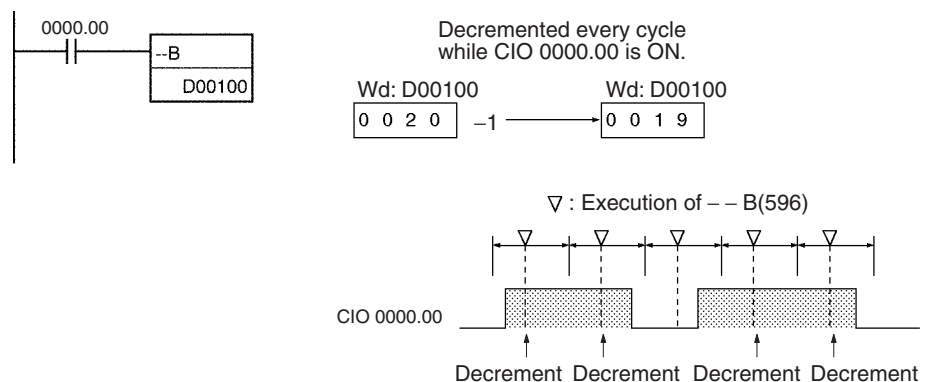 0000.00
--B
D00100
Decremented every cycle
while CIO 0000.00 is ON.
Wd: D00100 Wd: D00100
0 0 2 0 –1 0 0 1 9
▽ : Execution of – – B(596)
CIO 0000.00
Decrement Decrement Decrement Decrement